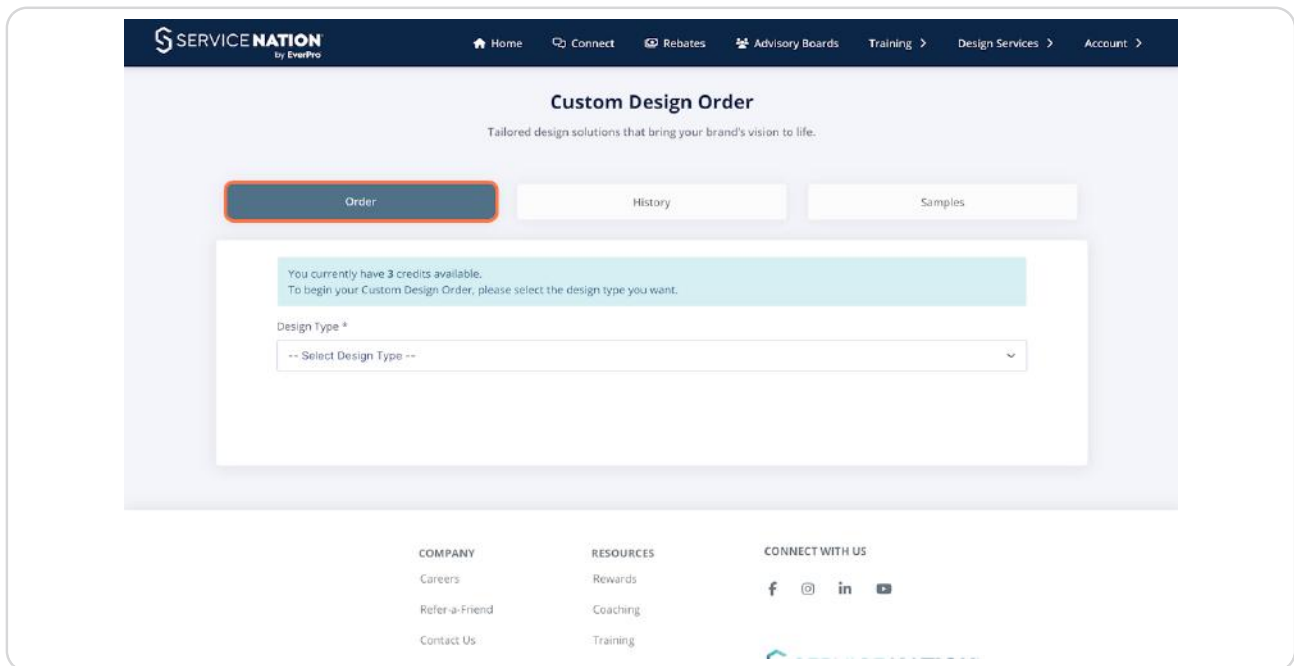 SERVICE NATION
by EverPro
Home Connect Rebates Advisory Boards Training > Design Services > Account >
Custom Design Order
Tailored design solutions that bring your brand's vision to life.
Order History Samples
You currently have 3 credits available.
To begin your Custom Design Order, please select the design type you want.
Design Type *
-- Select Design Type --
COMPANY RESOURCES CONNECT WITH US
Careers Rewards
Refer-a-Friend Coaching
Contact Us Training